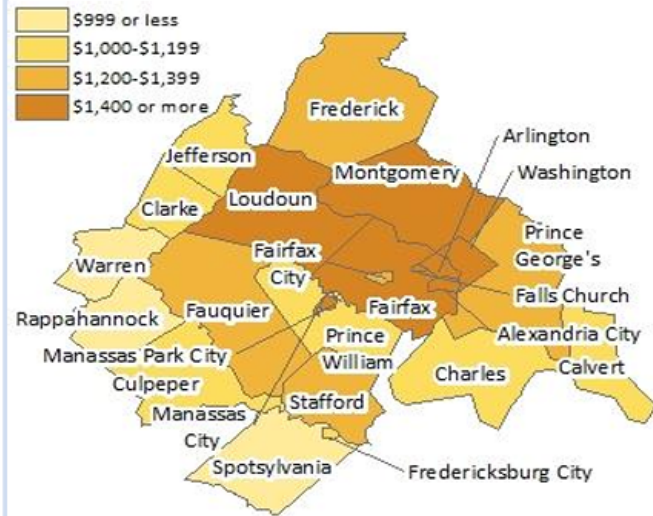 $999 or less
$1,000-$1,199
$1,200-$1,399
$1,400 or more
Frederick
Arlington
Jefferson
Montgomery
Washington
Loudoun
Clarke
Prince
George's
Fairfax
City
Warren
Falls Church
Fauquier
Fairfax
Rappahannock
Prince
William
Alexandria City
Manassas Park City
Charles
Calvert
Culpeper
Stafford
Manassas
City
Spotsylvania
Fredericksburg City